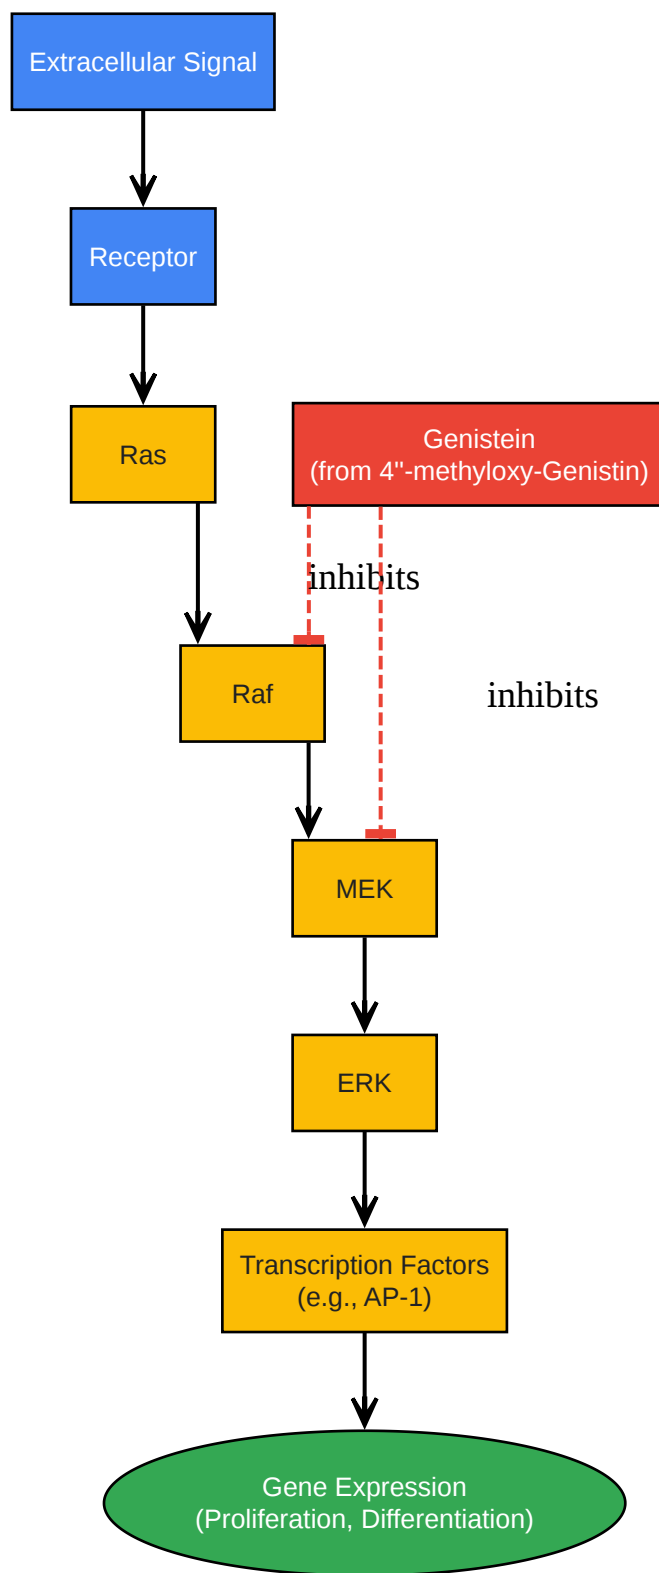 Extracellular Signal
Receptor
Ras
Genistein
(from 4"-methyloxy-Genistin)
inhibits
Raf
inhibits
MEK
ERK
Transcription Factors
(e.g., AP-1)
Gene Expression
(Proliferation, Differentiation)